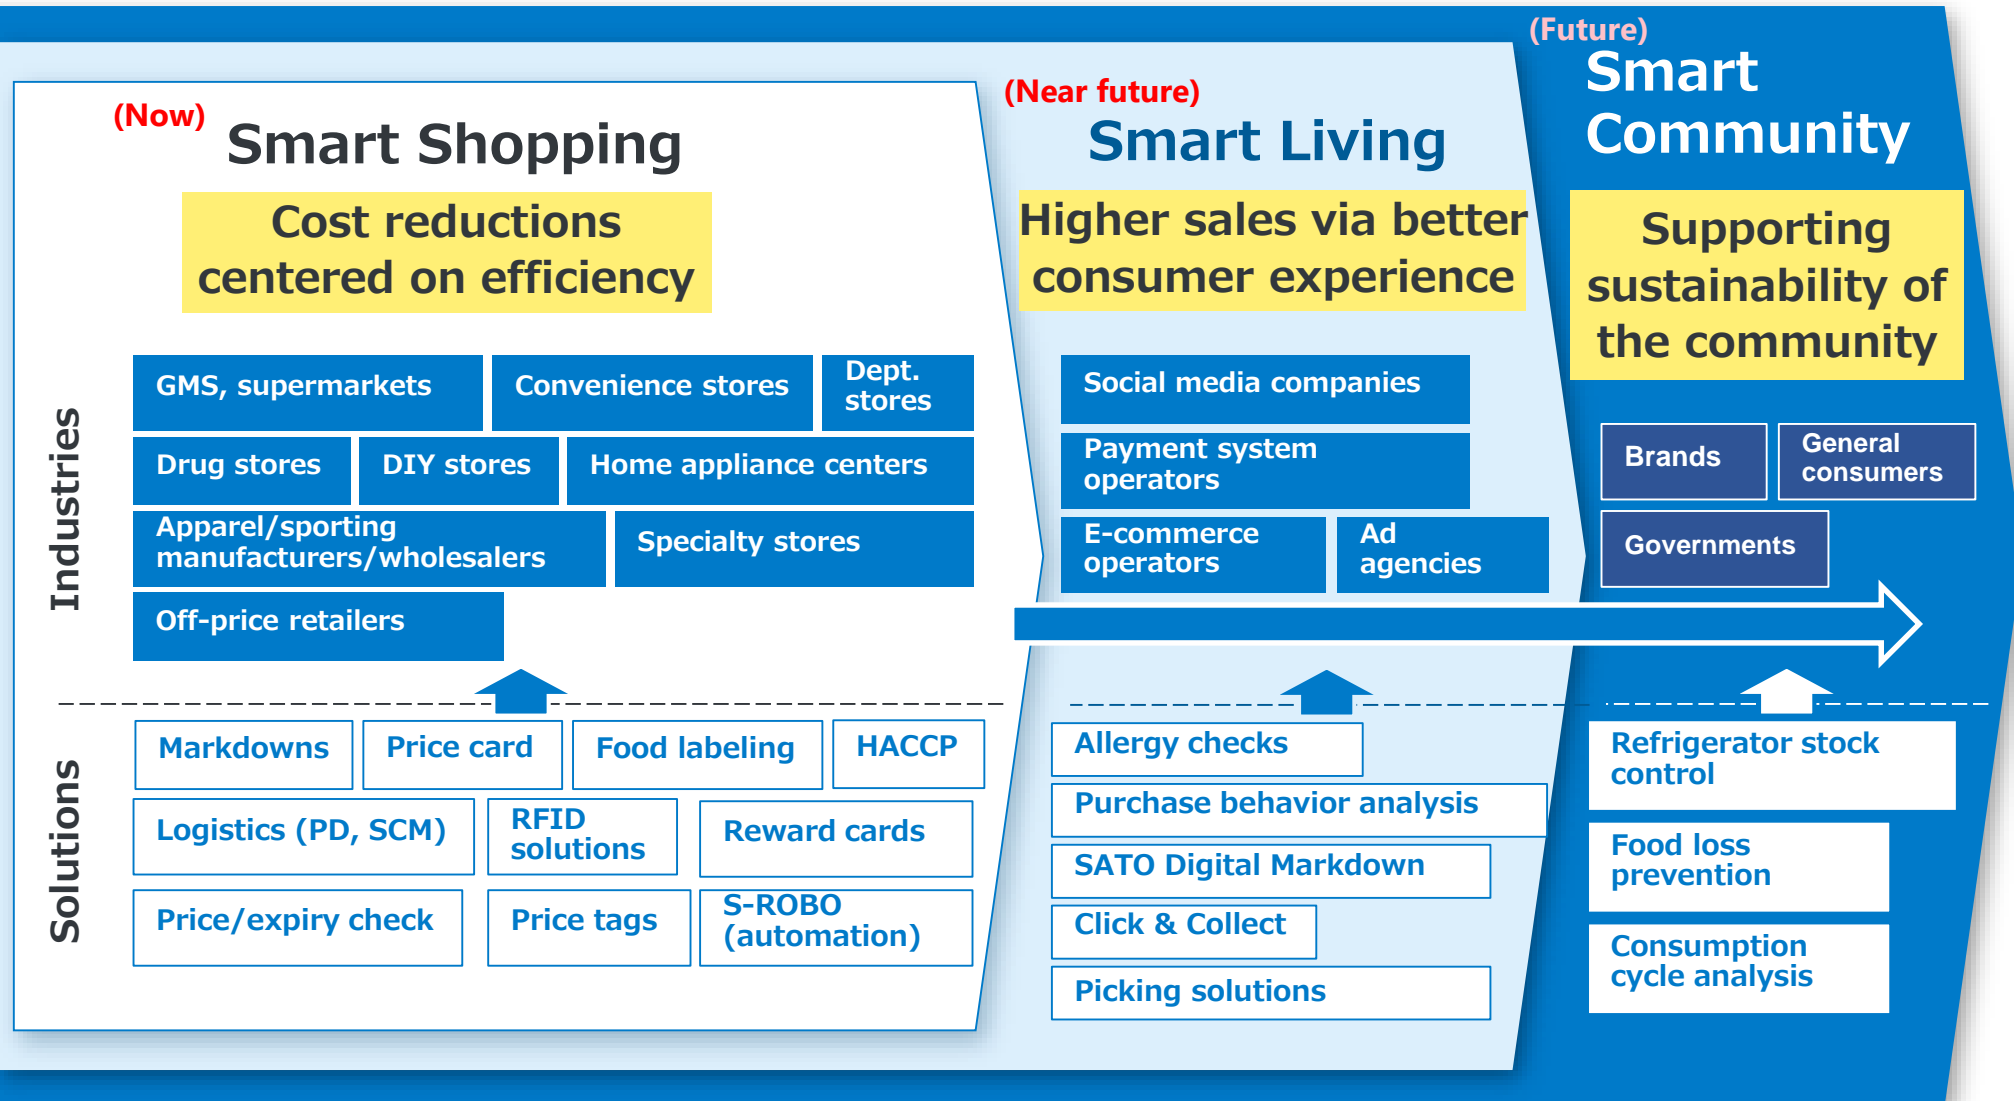 (Now)
Smart Shopping
Cost reductions
centered on efficiency
(Near future)
Smart Living
Higher sales via better
consumer experience
(Future)
Smart
Community
Supporting
sustainability of
the community
Industries
GMS, supermarkets
Convenience stores
Dept.
stores
Drug stores
DIY stores
Home appliance centers
Apparel/sporting
manufacturers/wholesalers
Specialty stores
Off-price retailers
Social media companies
Payment system
operators
E-commerce
operators
Ad
agencies
Brands
General
consumers
Governments
Solutions
Markdowns
Price card
Food labeling
HACCP
Logistics (PD, SCM)
RFID
solutions
Reward cards
Price/expiry check
Price tags
S-ROBO
(automation)
Allergy checks
Purchase behavior analysis
SATO Digital Markdown
Click & Collect
Picking solutions
Refrigerator stock
control
Food loss
prevention
Consumption
cycle analysis